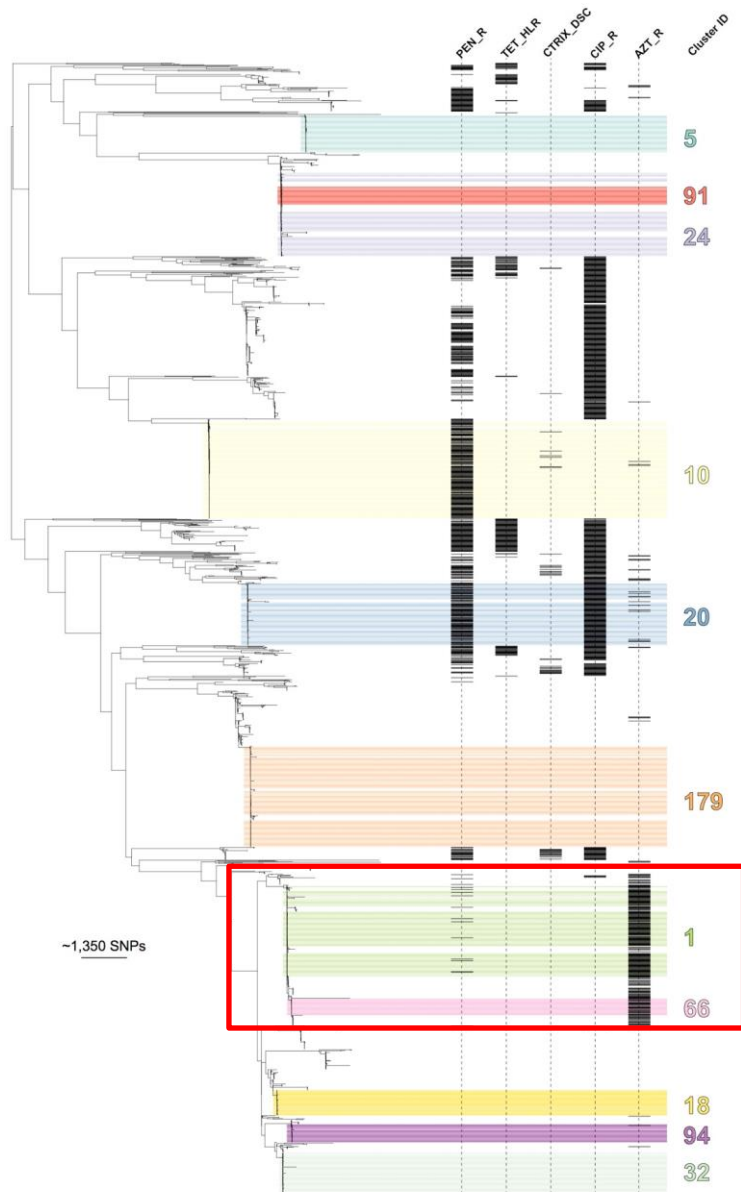 PEN_R
TET_HLR
CTRIX_DSC
CIP_R
AZT_R
Cluster ID
5
91
24
10
20
179
~1,350 SNPs
1
66
18
94
32